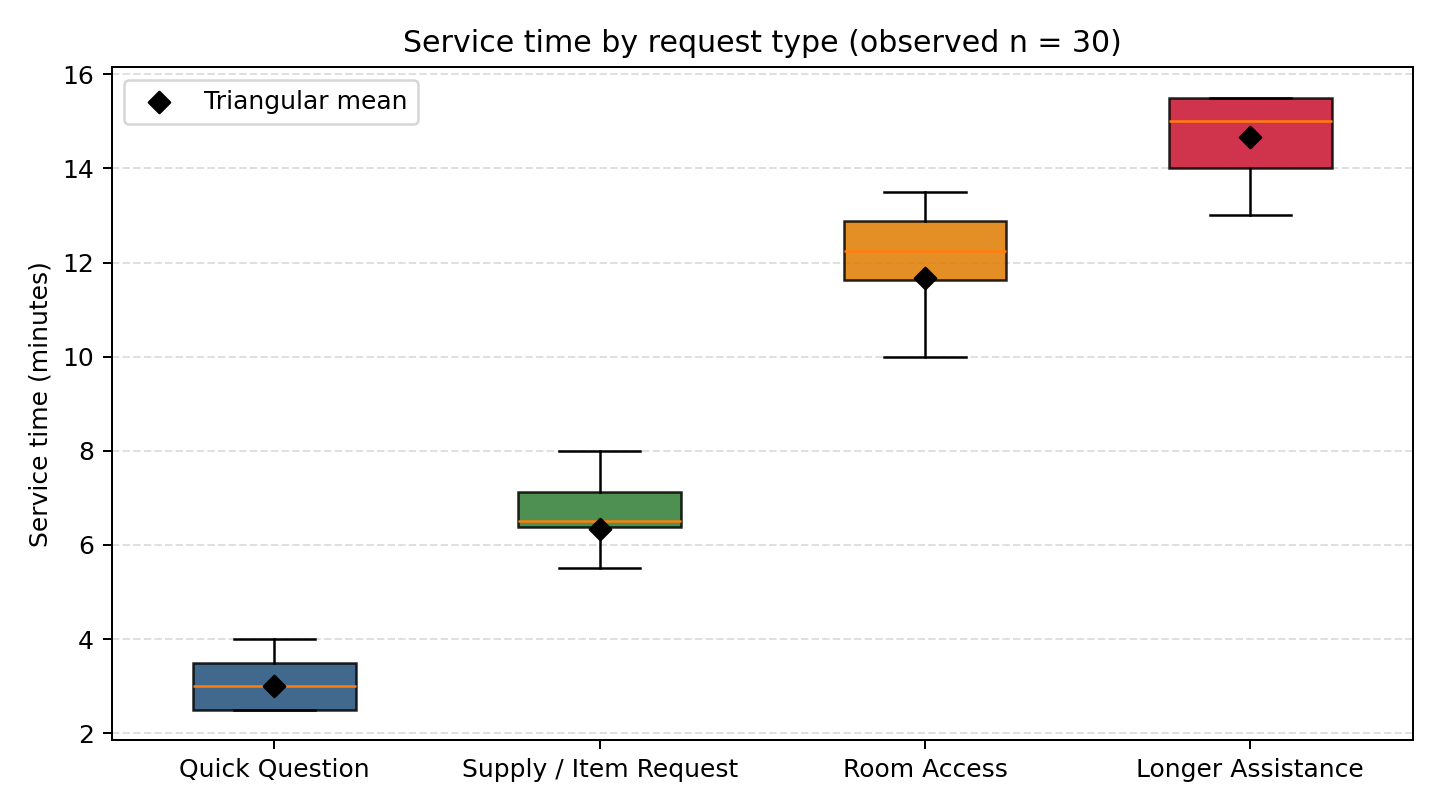 Service time by request type (observed n = 30)
Triangular mean
Service time (minutes)
16
14
12
10
8
6
4
2
Quick Question
Supply / Item Request
Room Access
Longer Assistance